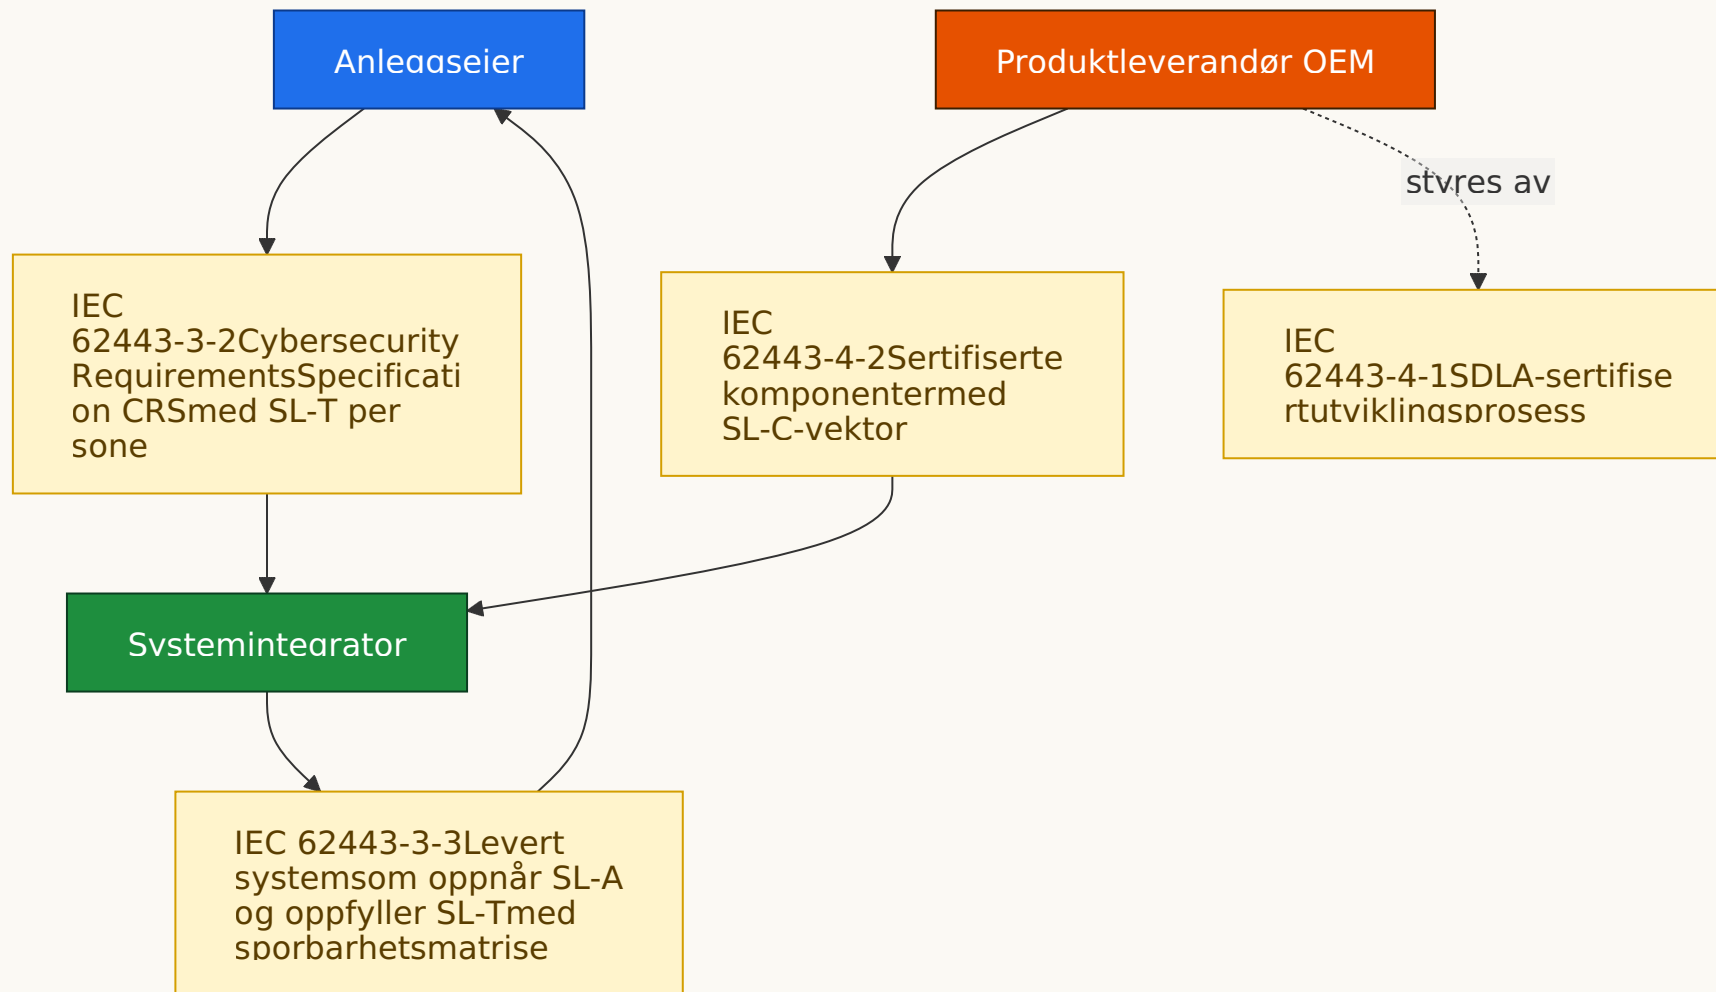 Anleggseier
Produktleverandør OEM
styres av
IEC
62443-3-2Cybersecurity
RequirementsSpecificati
on CRSmed SL-T per
sone
IEC
62443-4-2Sertifiserte
komponentermed
SL-C-vektor
IEC
62443-4-1SDLA-sertifise
rtutviklingsprosess
Systemintegrator
IEC 62443-3-3Levert
systemsom oppnår SL-A
og oppfyller SL-Tmed
sporbarhetsmatrise